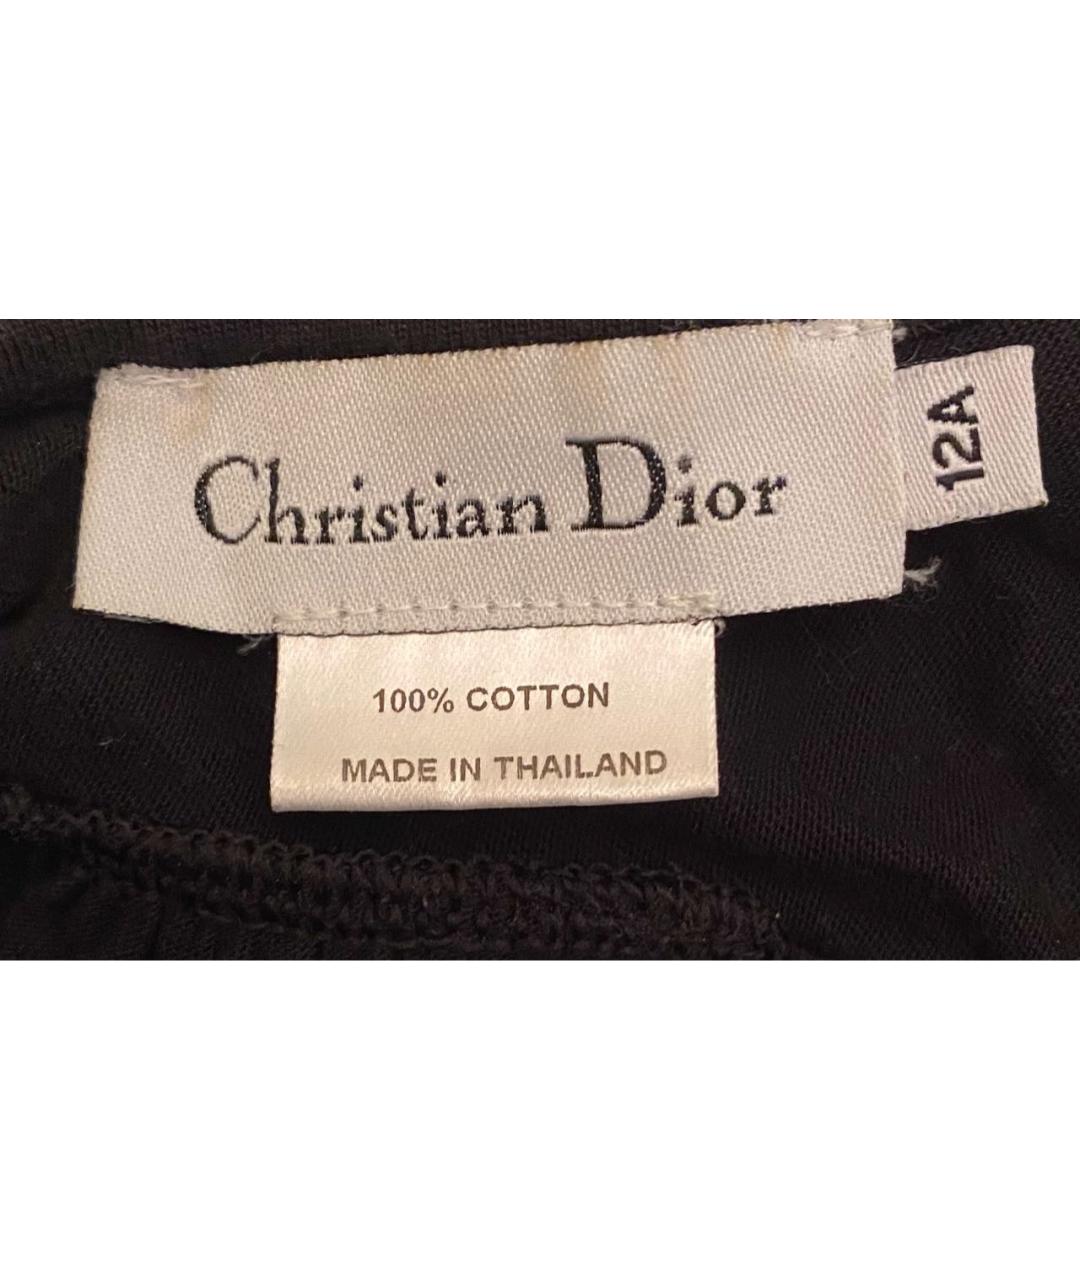 Christian Dior
12A
100% COTTON
MADE IN THAILAND